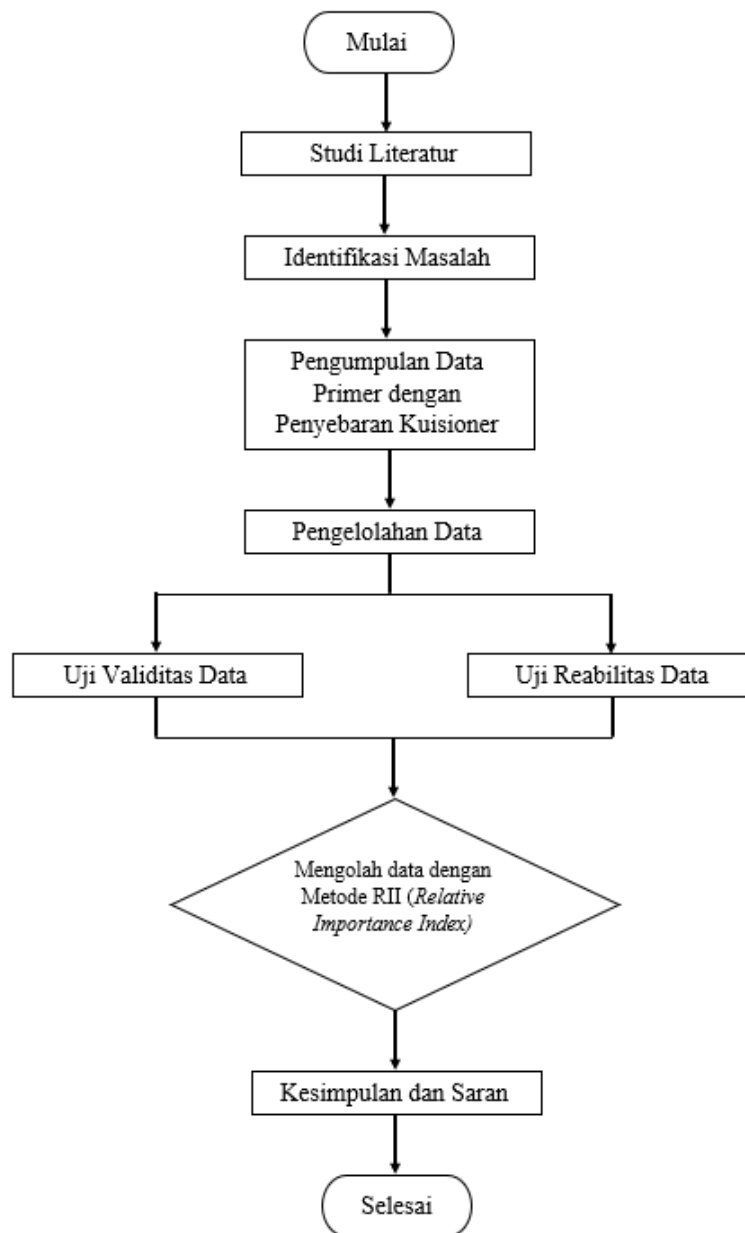 Mulai
Studi Literatur
Identifikasi Masalah
Pengumpulan Data
Primer dengan
Penyebaran Kuisioner
Pengelolahan Data
Uji Validitas Data
Uji Reabilitas Data
Mengolah data dengan
Metode RII (Relative
Importance Index)
Kesimpulan dan Saran
Selesai